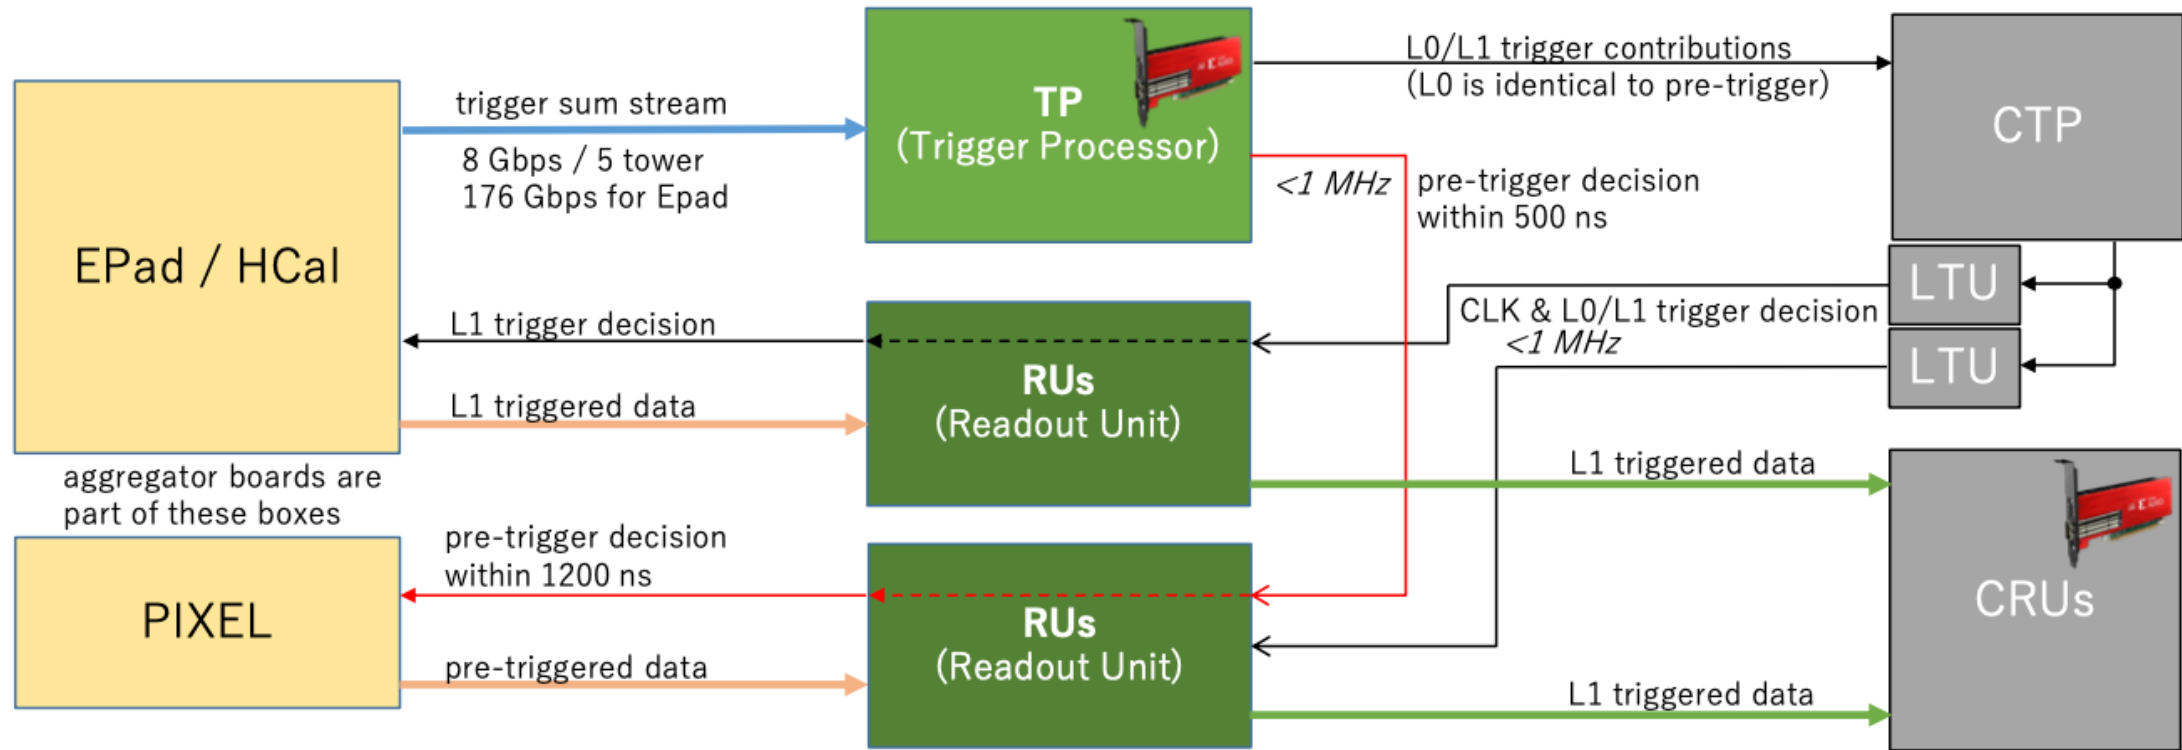 trigger sum stream
8 Gbps / 5 tower
176 Gbps for Epad
TP
(Trigger Processor)
L0/L1 trigger contributions
(L0 is identical to pre-trigger)
CTP
<1 MHz
pre-trigger decision
within 500 ns
EPad / HCal
LTU
CLK & L0/L1 trigger decision
<1 MHz
LTU
L1 trigger decision
RUs
(Readout Unit)
L1 triggered data
L1 triggered data
aggregator boards are
part of these boxes
pre-trigger decision
within 1200 ns
PIXEL
RUs
(Readout Unit)
CRUs
pre-triggered data
L1 triggered data